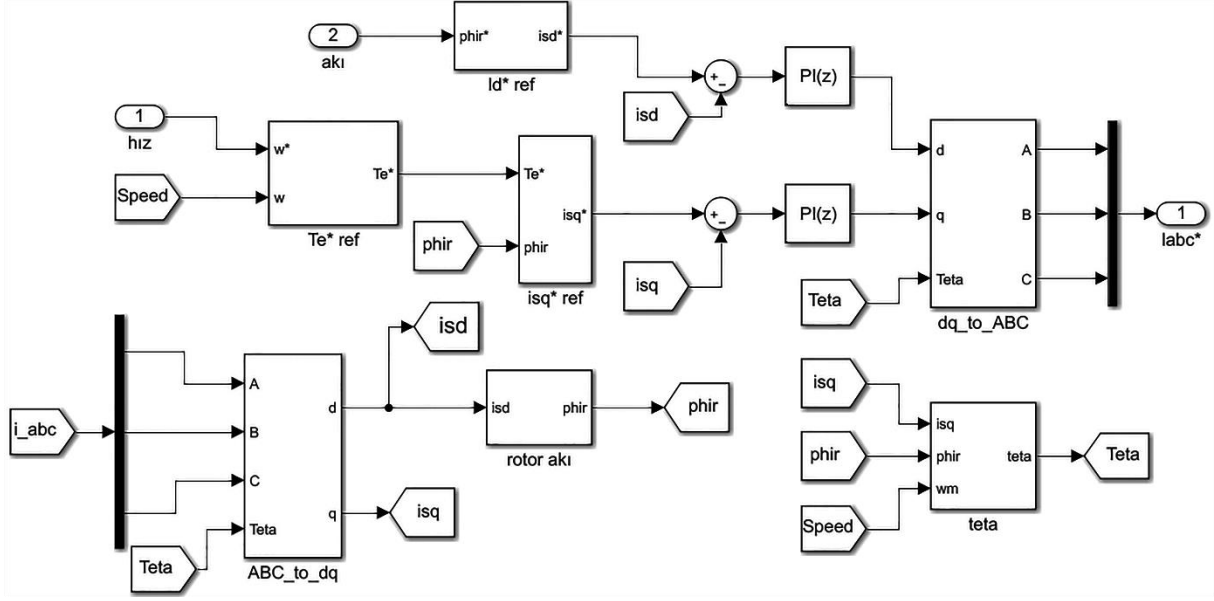 2
akı
phir*
isd*
Id* ref
+
-
PI(z)
isd
1
hız
w*
w
Te*
Te* ref
Speed
Te*
phir
isq*
isq* ref
phir
+
-
PI(z)
isq
d
q
Teta
A
B
C
dq_to_ABC
Teta
1
Iabc*
i_abc
A
B
C
Teta
d
q
ABC_to_dq
Teta
isd
isd
phir
rotor akı
phir
isq
isq
phir
Speed
isq
phir
wm
teta
teta
Teta